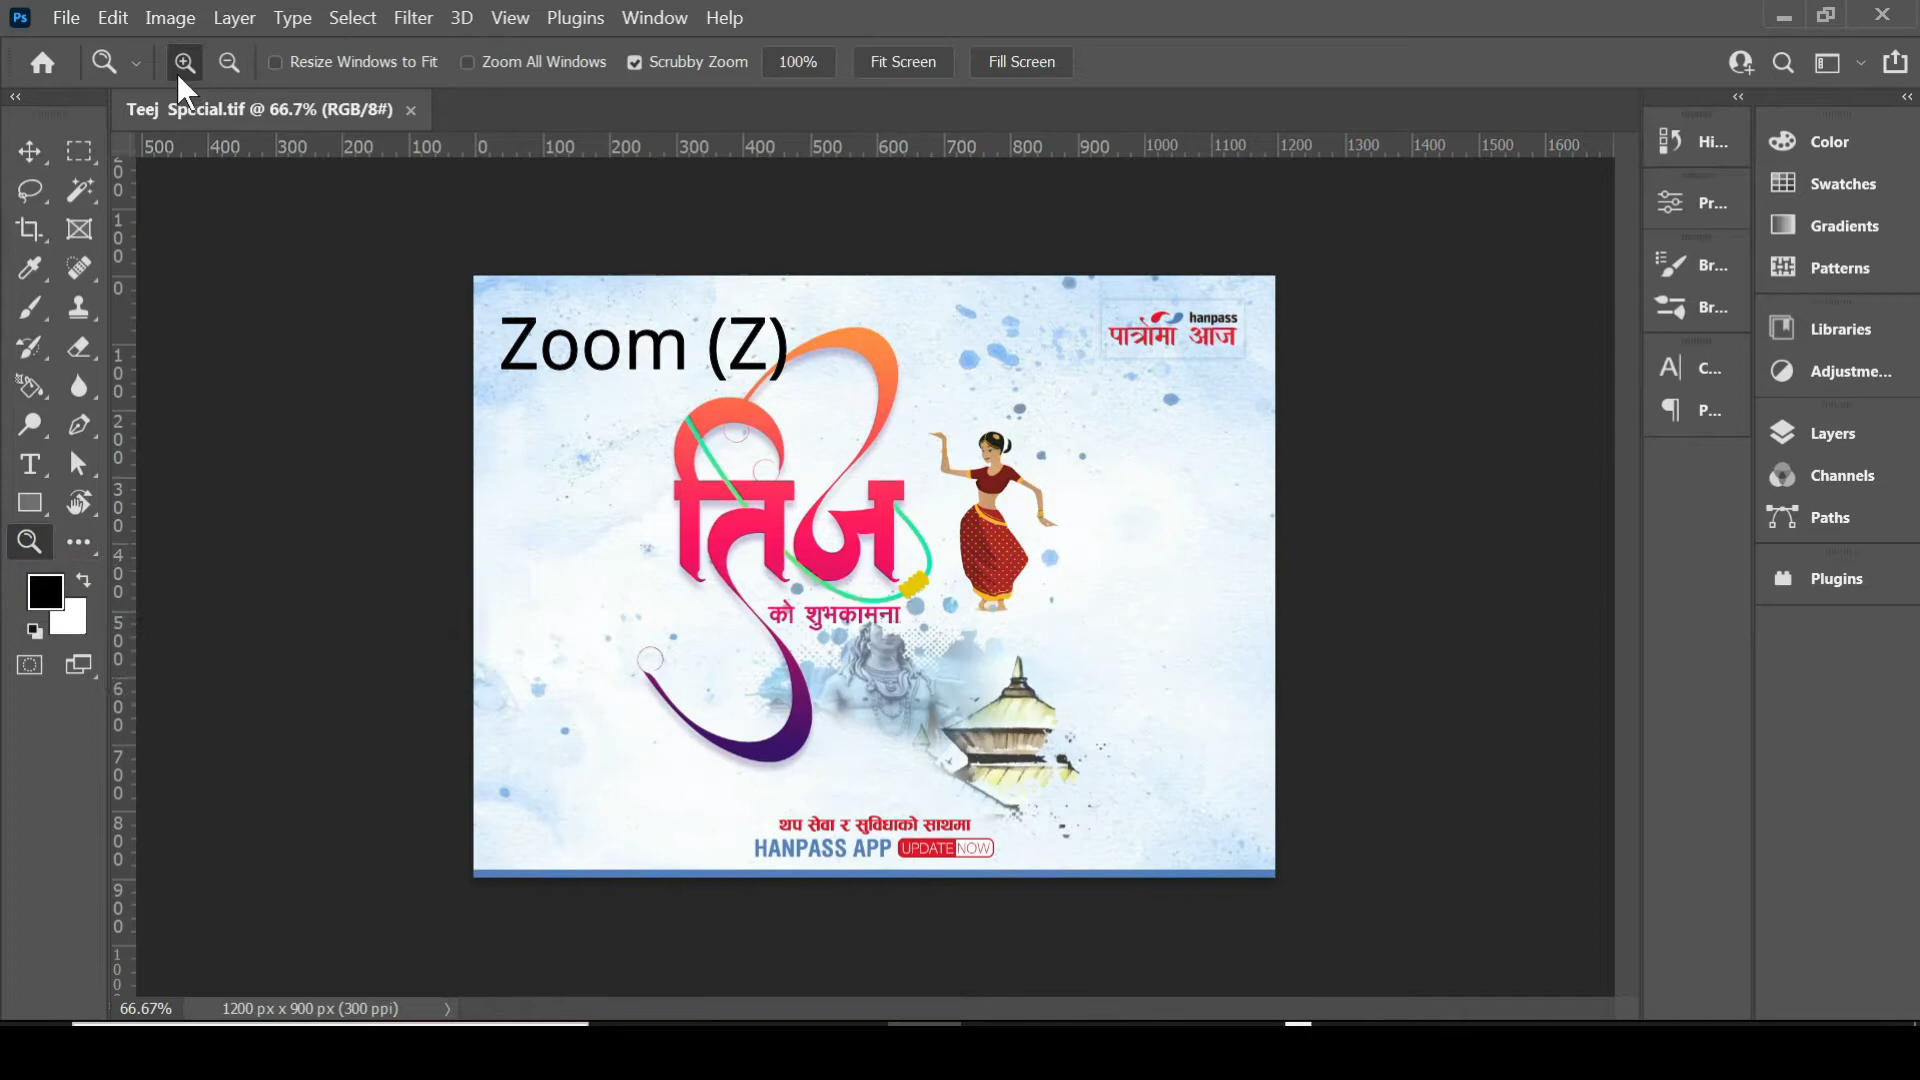 Ps File Edit Image Layer Type Select Filter 3D View Plugins Window Help
Resize Windows to Fit Zoom All Windows Scrubby Zoom 100% Fit Screen Fill Screen
Teej Special.tif @ 66.7% (RGB/8#)
500 400 300 200 100 0 100 200 300 400 500 600 700 800 900 1000 1100 1200 1300 1400 1500 1600
Hi...
Pr...
Br...
Br...
C...
P...
Color
Swatches
Gradients
Patterns
Libraries
Adjustme...
Layers
Channels
Paths
Plugins
Zoom (Z)
hanpass
पात्रोमा आज
तिज
को शुभकामना
थप सेवा र सुविधाको साथमा
HANPASS APP UPDATE NOW
66.67% 1200 px x 900 px (300 ppi)